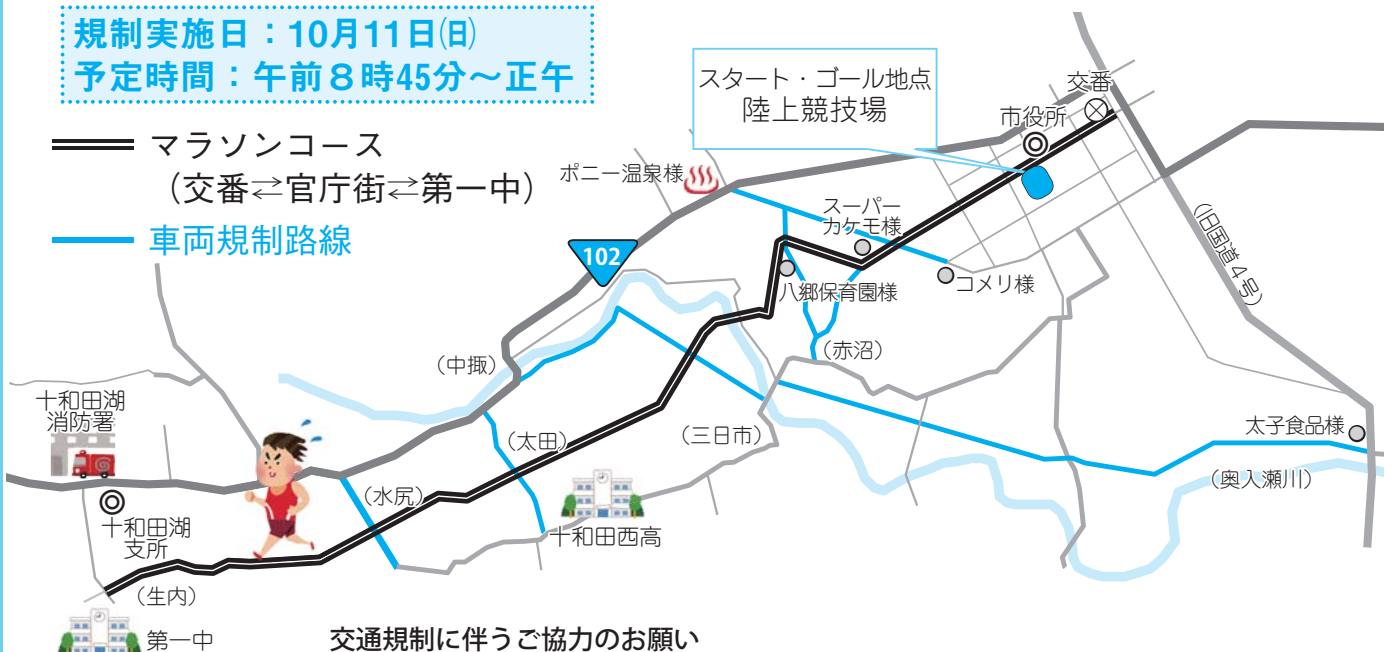 規制実施日：10月11日㈰
予定時間：午前８時45分～正午
マラソンコース
（交番⇄官庁街⇄第一中）
車両規制路線
スタート・ゴール地点
陸上競技場
交番
市役所
ポニー温泉様
スーパー
カケモ様
102
八郷保育園様
コメリ様
（旧国道４号）
（中掫）
（赤沼）
十和田湖
消防署
（太田）
（三日市）
太子食品様
（水尻）
（奥入瀬川）
十和田湖
支所
十和田西高
（生内）
第一中
交通規制に伴うご協力のお願い